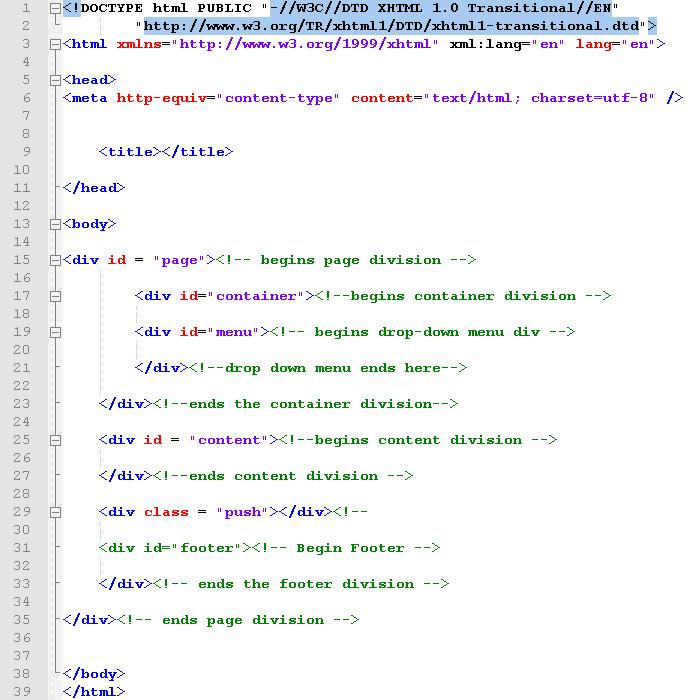 1 <!DOCTYPE html PUBLIC "-//W3C//DTD XHTML 1.0 Transitional//EN"
2 "http://www.w3.org/TR/xhtml1/DTD/xhtml1-transitional.dtd">
3 <html xmlns="http://www.w3.org/1999/xhtml" xml:lang="en" lang="en">
4
5 <head>
6 <meta http-equiv="content-type" content="text/html; charset=utf-8" />
7
8
9 <title></title>
10
11 </head>
12
13 <body>
14
15 <div id = "page"><!-- begins page division -->
16
17 <div id="container"><!--begins container division -->
18
19 <div id="menu"><!-- begins drop-down menu div -->
20
21 </div><!--drop down menu ends here-->
22
23 </div><!--ends the container division-->
24
25 <div id = "content"><!--begins content division -->
26
27 </div><!--ends content division -->
28
29 <div class = "push"></div><!--
30
31 <div id="footer"><!-- Begin Footer -->
32
33 </div><!-- ends the footer division -->
34
35 </div><!-- ends page division -->
36
37
38 </body>
39 </html>